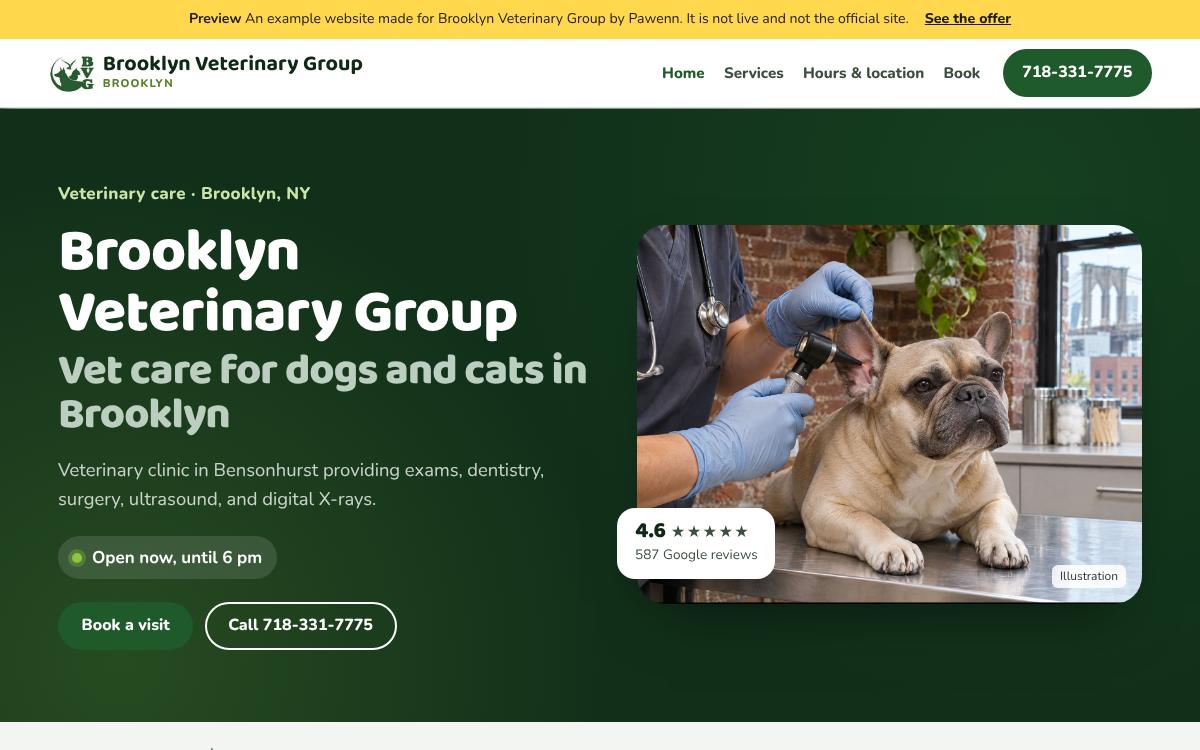 Preview An example website made for Brooklyn Veterinary Group by Pawenn. It is not live and not the official site. See the offer
BVG
Brooklyn Veterinary Group
BROOKLYN
Home Services Hours & location Book 718-331-7775
Veterinary care · Brooklyn, NY
Brooklyn
Veterinary Group
Vet care for dogs and cats in
Brooklyn
Veterinary clinic in Bensonhurst providing exams, dentistry,
surgery, ultrasound, and digital X-rays.
Open now, until 6 pm
Book a visit Call 718-331-7775
4.6 ★★★★★
587 Google reviews
Illustration